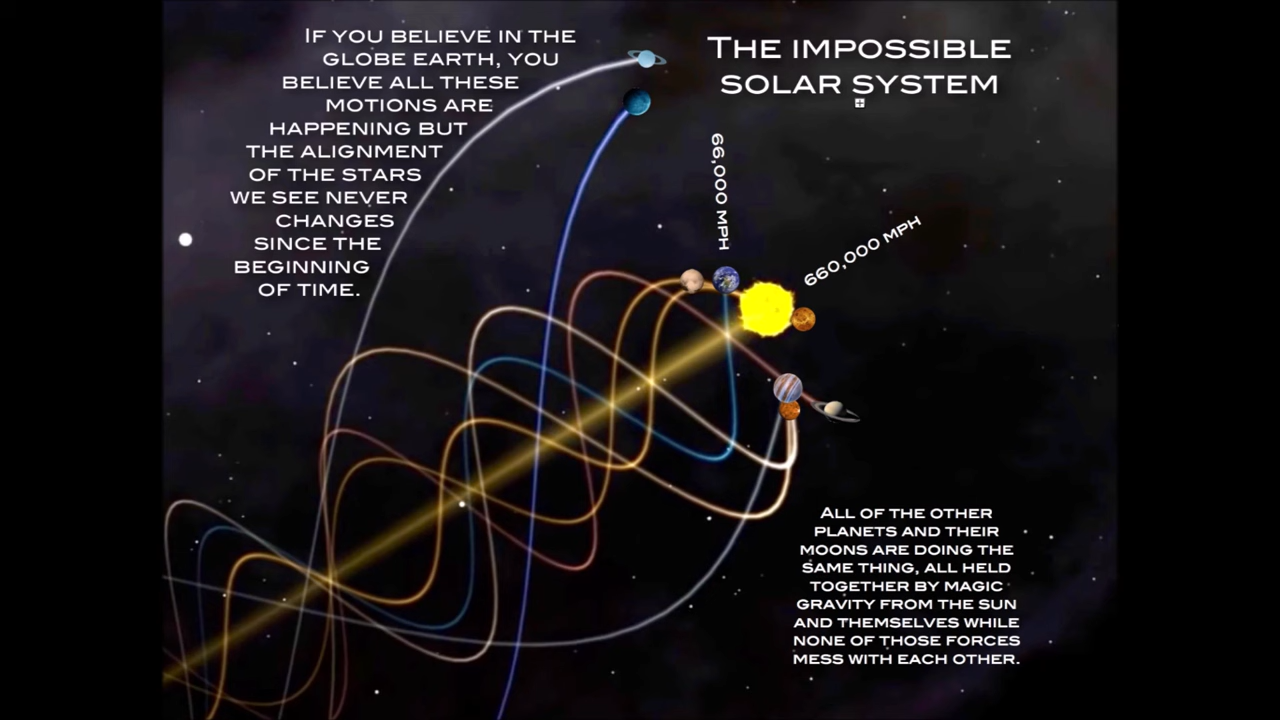 IF YOU BELIEVE IN THE
GLOBE EARTH, YOU
BELIEVE ALL THESE
MOTIONS ARE
HAPPENING BUT
THE ALIGNMENT
OF THE STARS
WE SEE NEVER
CHANGES
SINCE THE
BEGINNING
OF TIME.
THE IMPOSSIBLE
SOLAR SYSTEM
66,000 MPH
660,000 MPH
ALL OF THE OTHER
PLANETS AND THEIR
MOONS ARE DOING THE
SAME THING, ALL HELD
TOGETHER BY MAGIC
GRAVITY FROM THE SUN
AND THEMSELVES WHILE
NONE OF THOSE FORCES
MESS WITH EACH OTHER.